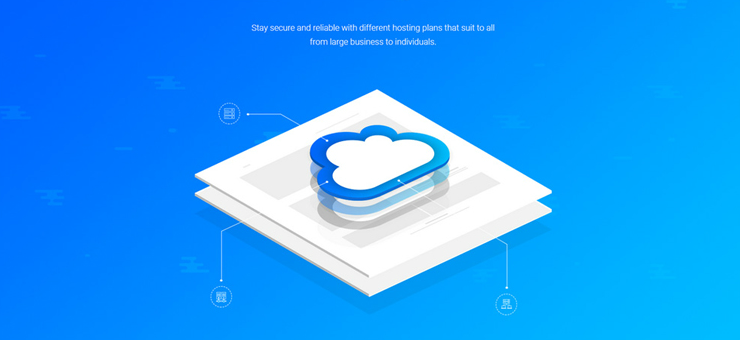 Stay secure and reliable with different hosting plans that suit to all
from large business to individuals.